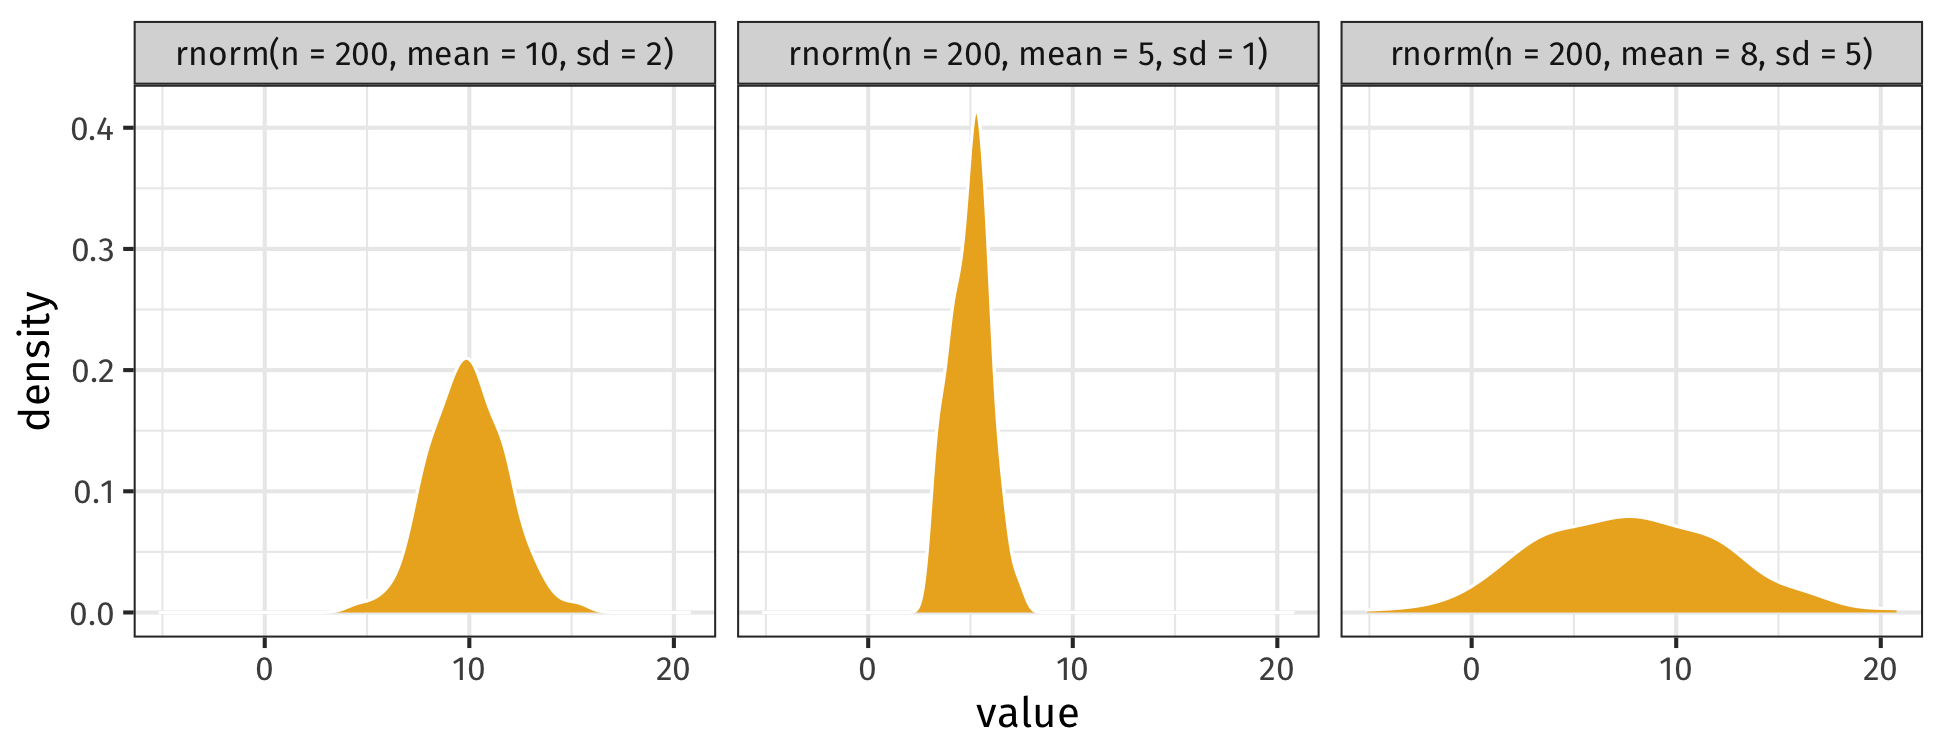 rnorm(n = 200, mean = 10, sd = 2)
rnorm(n = 200, mean = 5, sd = 1)
rnorm(n = 200, mean = 8, sd = 5)
density
0.4
0.3
0.2
0.1
0.0
0 10 20
0 10 20
0 10 20
value